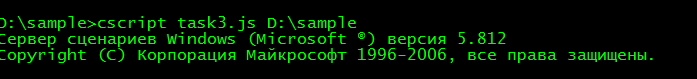 D:\sample>cscript task3.js D:\sample
Сервер сценариев Windows (Microsoft ®) версия 5.812
Copyright (C) Корпорация Майкрософт 1996-2006, все права защищены.